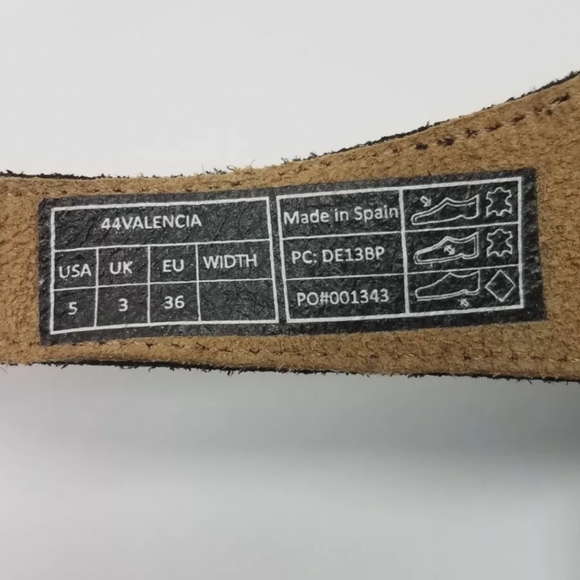 44VALENCIA
USA UK EU WIDTH
5 3 36
Made in Spain
PC: DE13BP
PO#001343